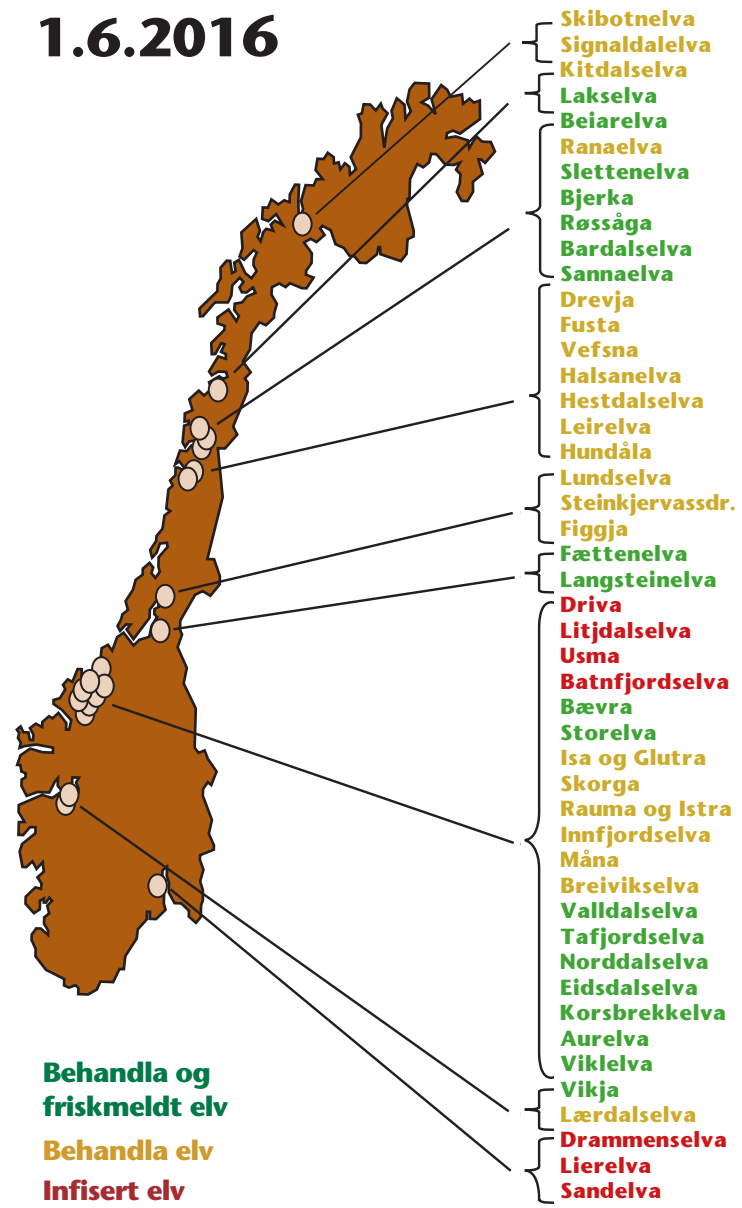 1.6.2016
Skibotnelva
Signaldalelva
Kitdalselva
Lakselva
Beiarelva
Ranaelva
Slettenelva
Bjerka
Røssåga
Bardalselva
Sannaelva
Drevja
Fusta
Vefsna
Halsanelva
Hestdalselva
Leirelva
Hundåla
Lundselva
Steinkjervassdr.
Figgja
Fættenelva
Langsteinelva
Driva
Litjdalselva
Usma
Batnfjordselva
Bævra
Storelva
Isa og Glutra
Skorga
Rauma og Istra
Innfjordselva
Måna
Breivikselva
Valldalselva
Tafjordselva
Norddalselva
Eidsdalselva
Korsbrekkelva
Aurelva
Viklelva
Vikja
Lærdalselva
Drammenselva
Lierelva
Sandelva
Behandla og
friskmeldt elv
Behandla elv
Infisert elv